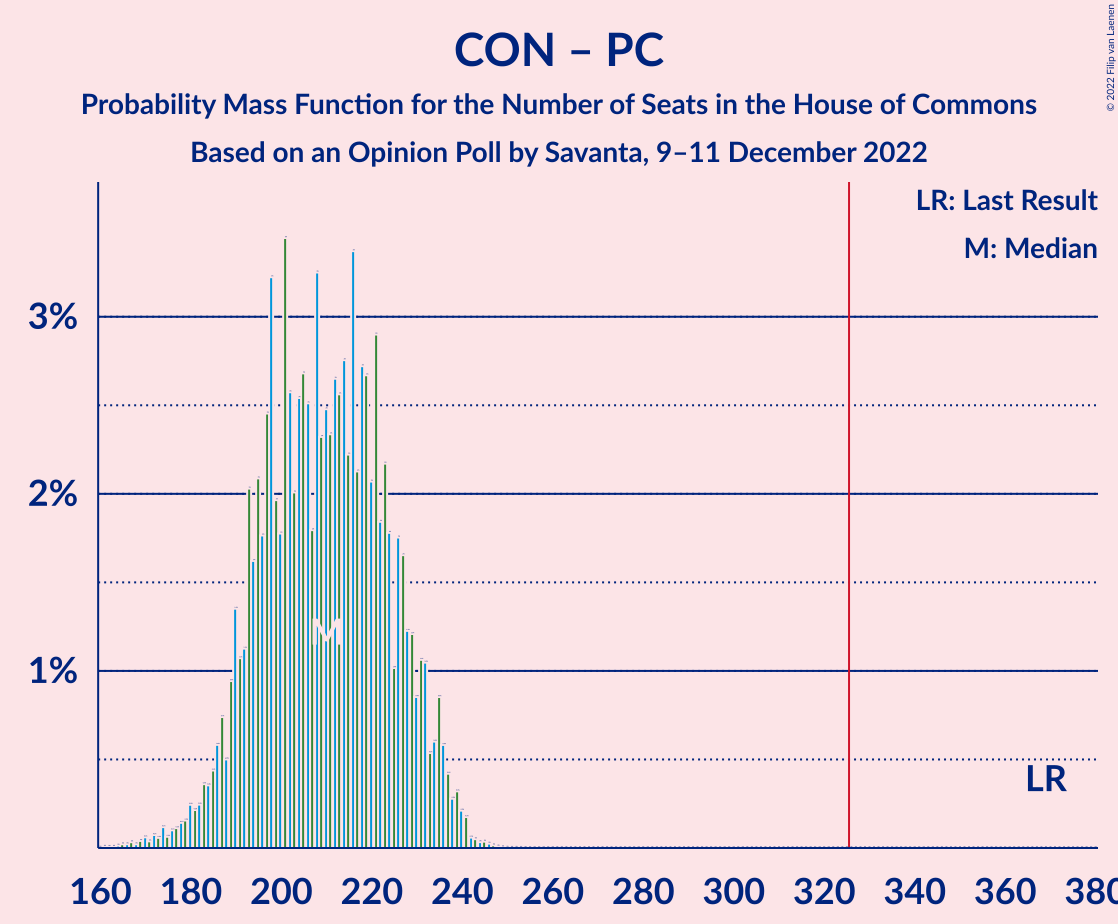 CON – PC
Probability Mass Function for the Number of Seats in the House of Commons
Based on an Opinion Poll by Savanta, 9–11 December 2022
© 2022 Filip van Laenen
LR: Last Result
M: Median
3%
2%
1%
M
LR
160 180 200 220 240 260 280 300 320 340 360 380